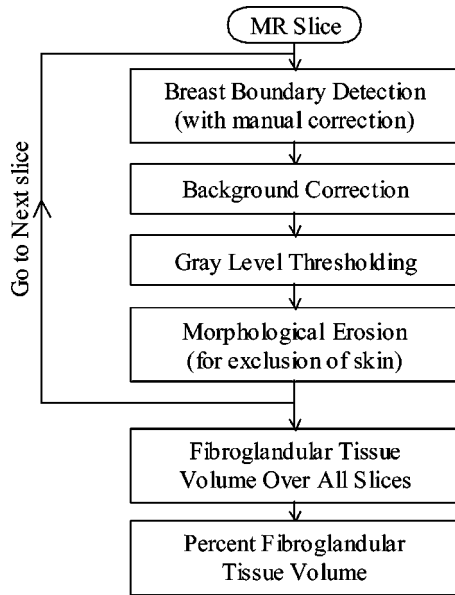 MR Slice
Breast Boundary Detection
(with manual correction)
Background Correction
Gray Level Thresholding
Morphological Erosion
(for exclusion of skin)
Go to Next slice
Fibroglandular Tissue
Volume Over All Slices
Percent Fibroglandular
Tissue Volume